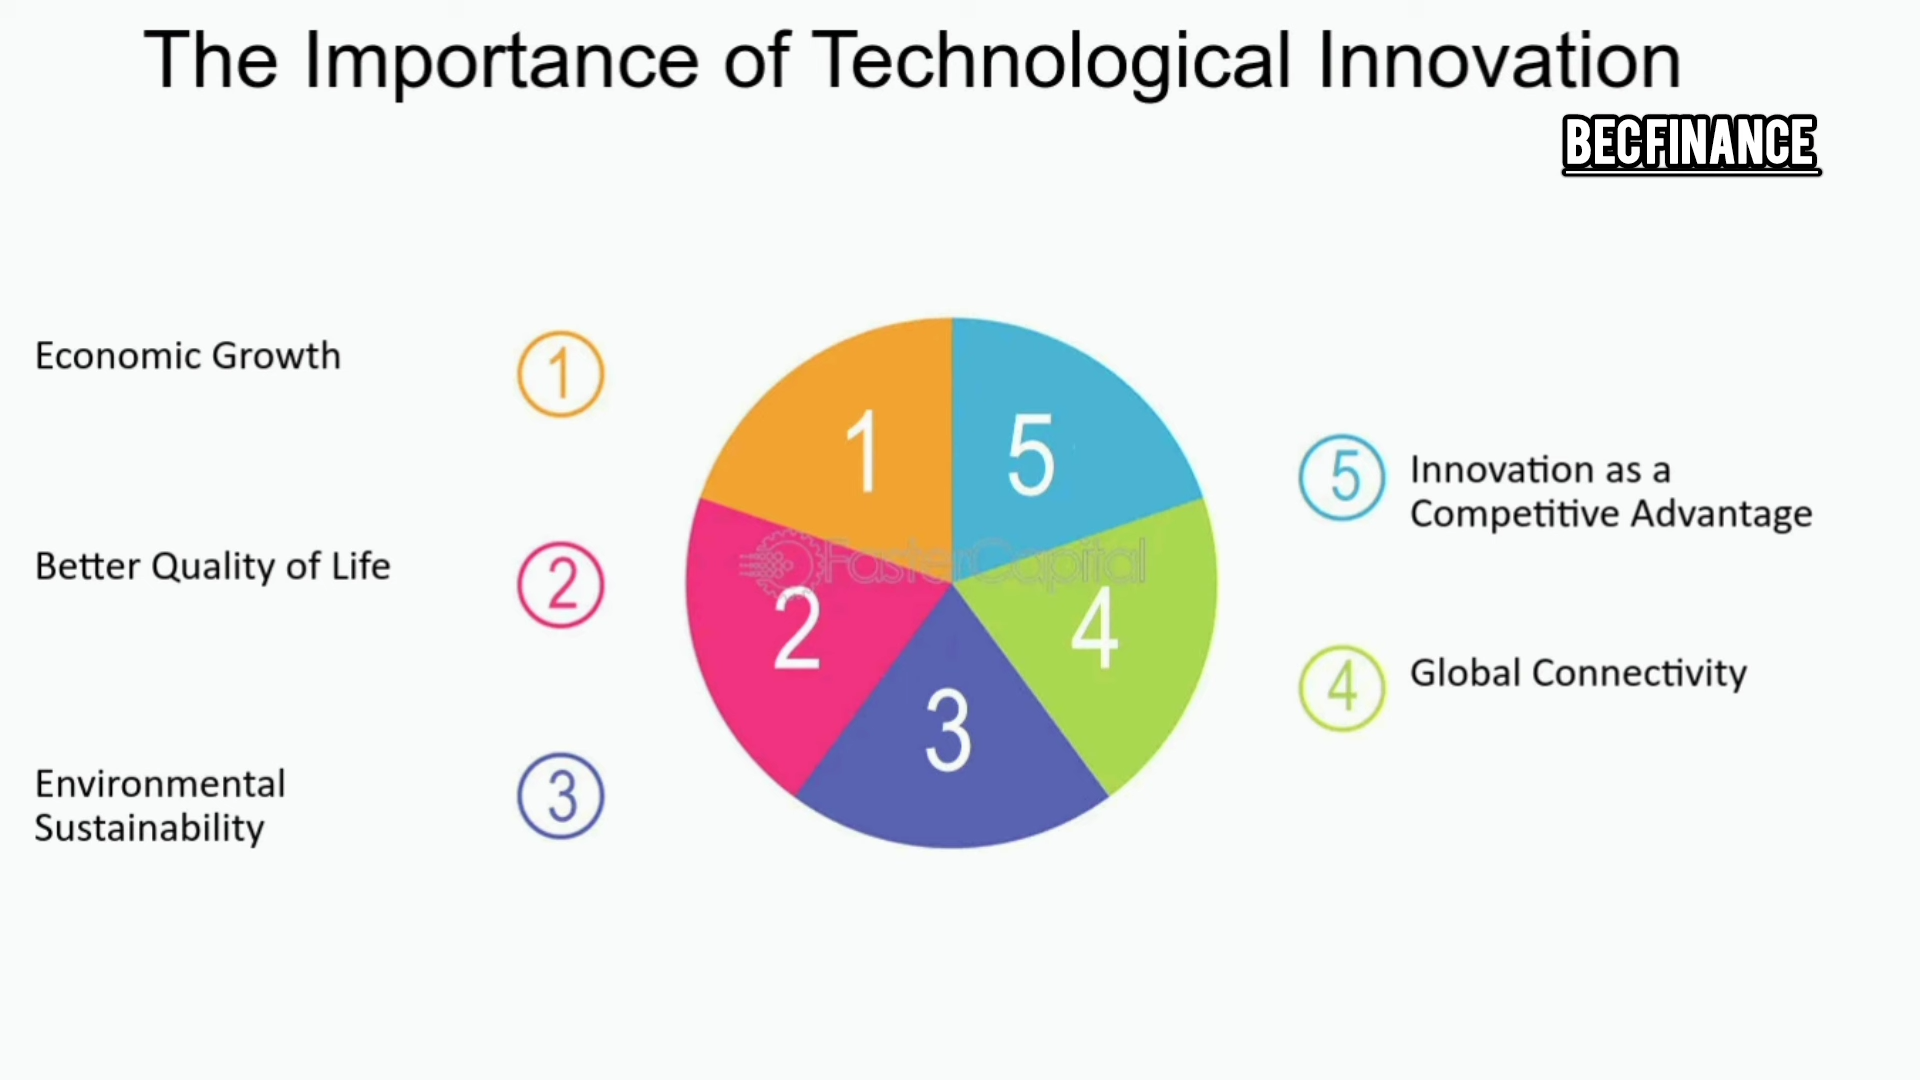 The Importance of Technological Innovation
BECFINANCE
Economic Growth
1
Better Quality of Life
2
Environmental
Sustainability
3
1
5
FasterCapital
2
4
3
5
Innovation as a
Competitive Advantage
4
Global Connectivity